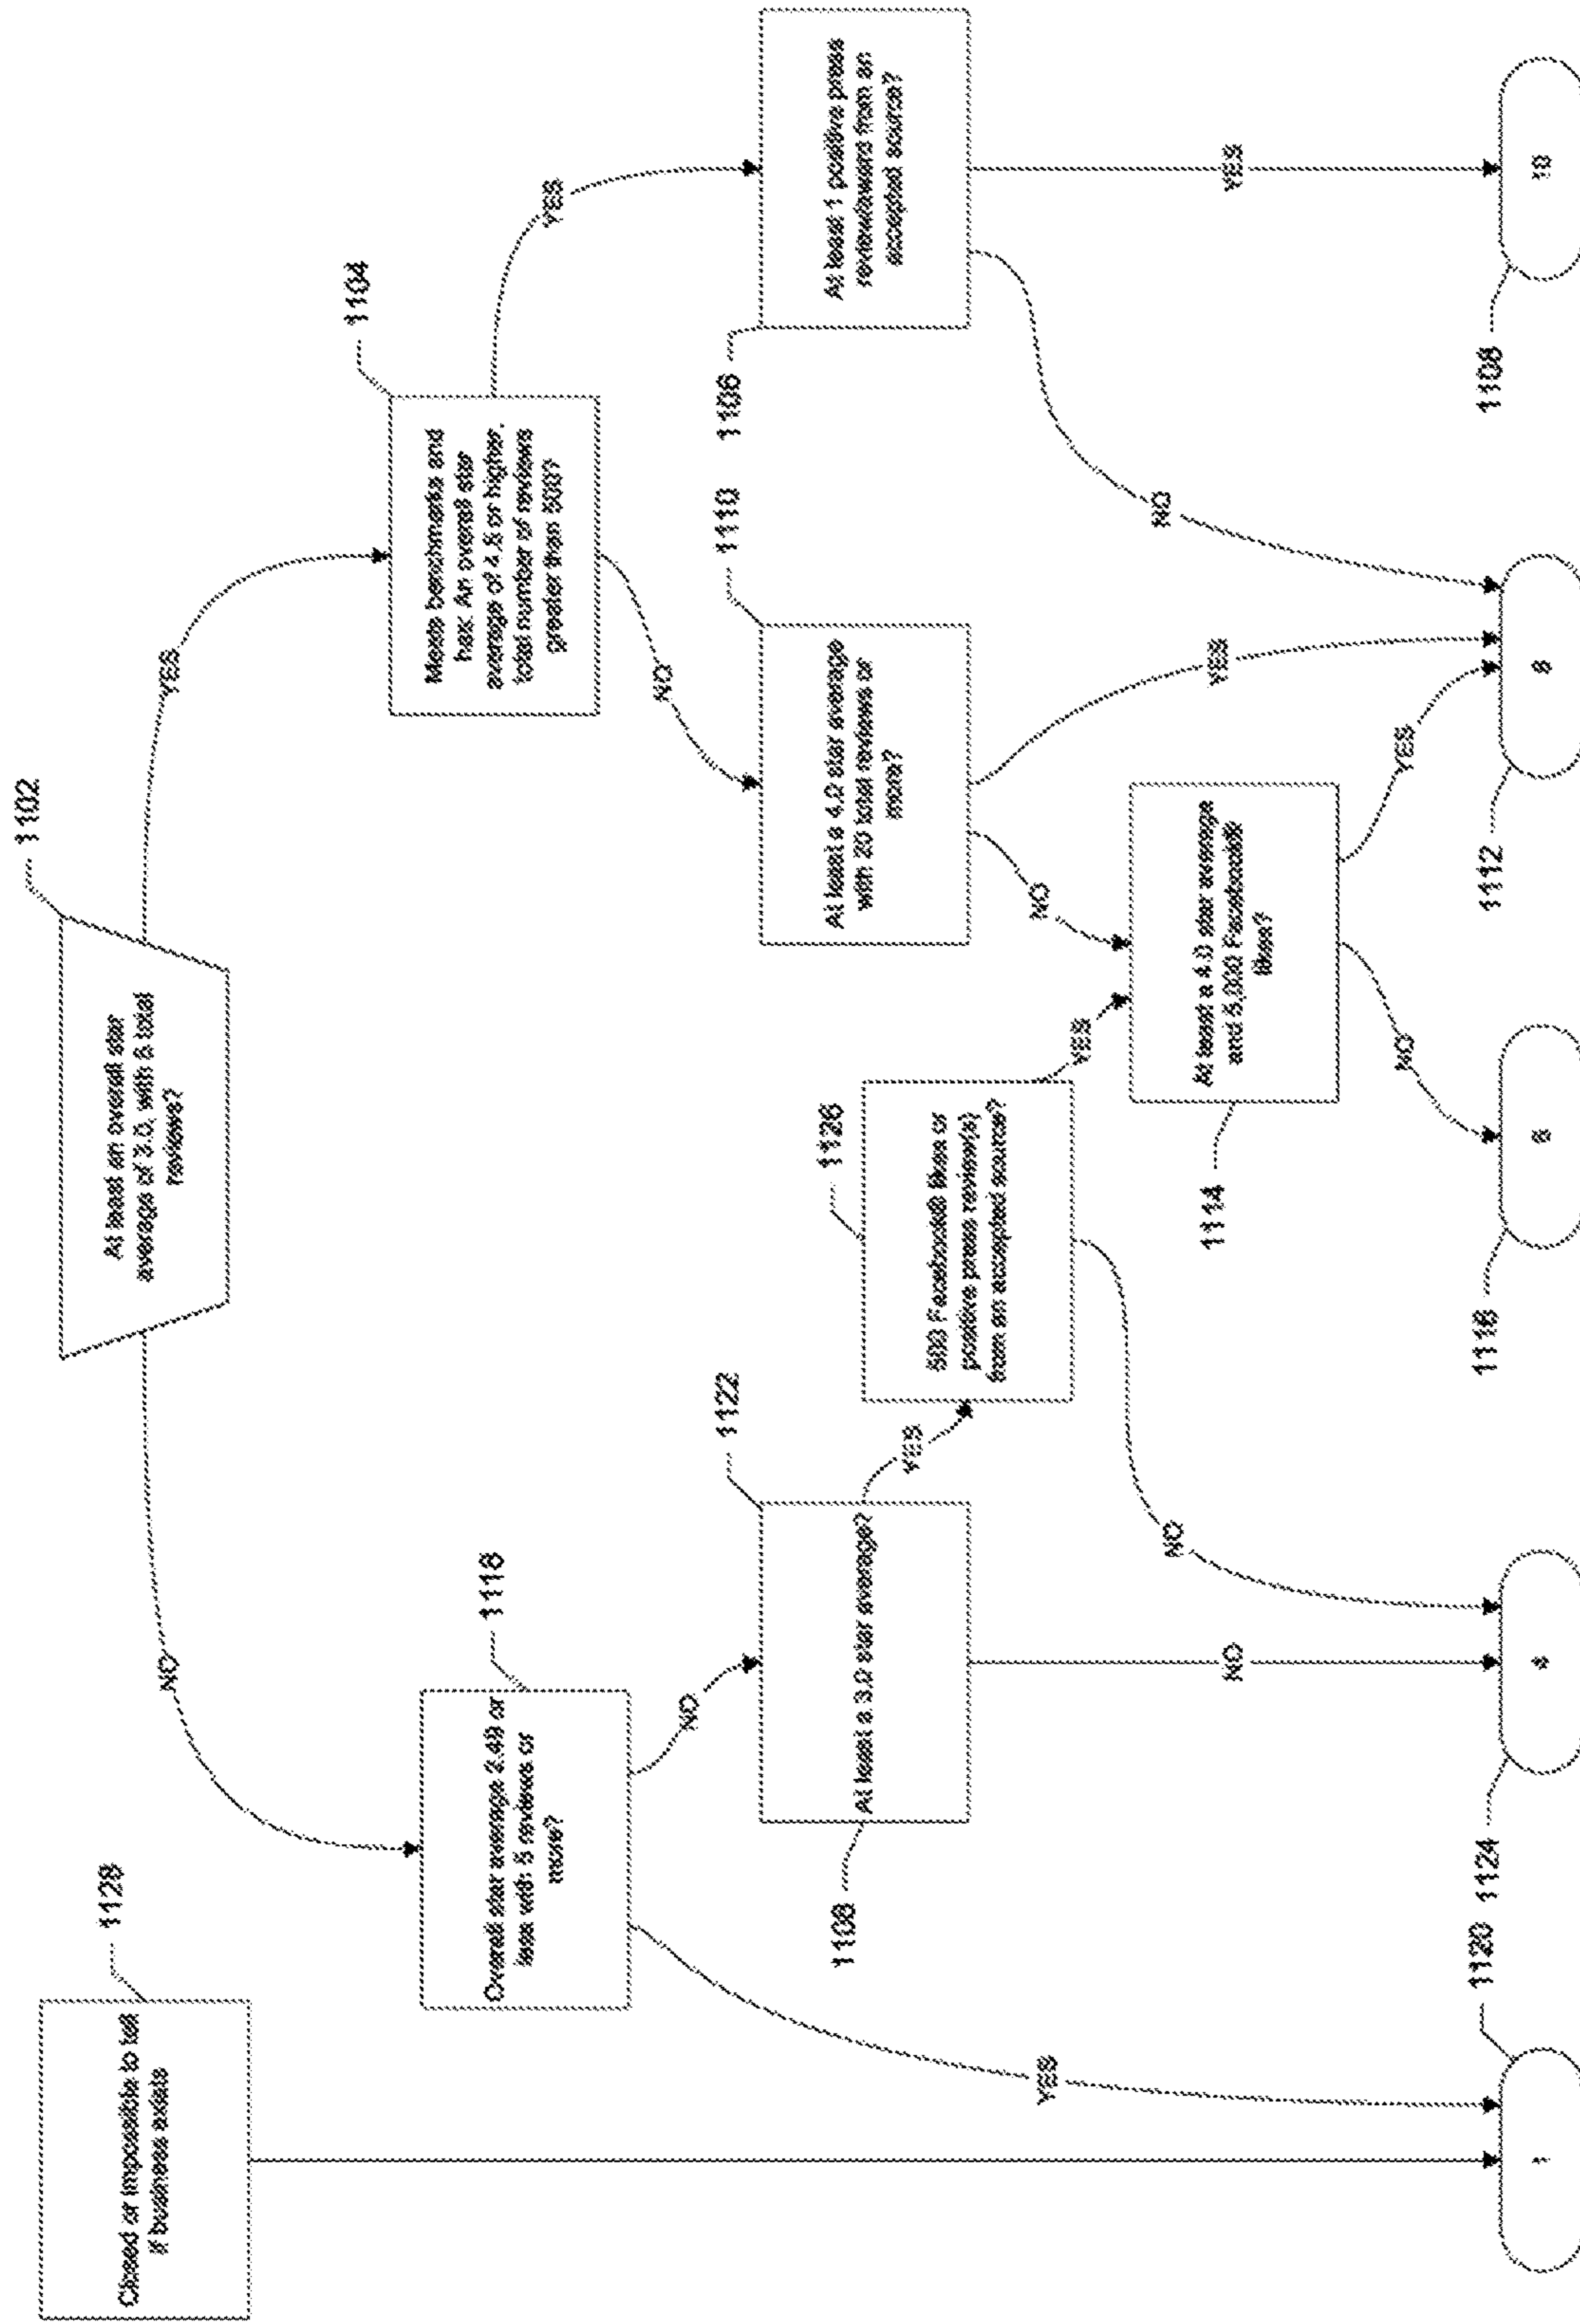 1128
Closed or impossible to tell
if business exists
1102
At least an overall star
average of 3.0, with total
reviews?
NO
YES
1118
Overall star average 2.49 or
less with 5 reviews or
more?
1104
Meets benchmarks and
has: An overall star
average of 4.5 or higher,
total number of reviews
greater than 500?
NO
NO
YES
1122
At least a 3.0 star average?
1108
YES
1126
500 Facebook® likes or
positive press review(s)
from an accepted source?
1110
At least a 4.0 star average
with 20 total reviews or
more?
1106
At least 1 positive press
review/award from an
accepted source?
YES
NO
YES
NO
NO
NO
YES
YES
1114
At least a 4.0 star average
and 5,000 Facebook®
likes?
NO
YES
1120
1
1124
1116
1112
1108
10